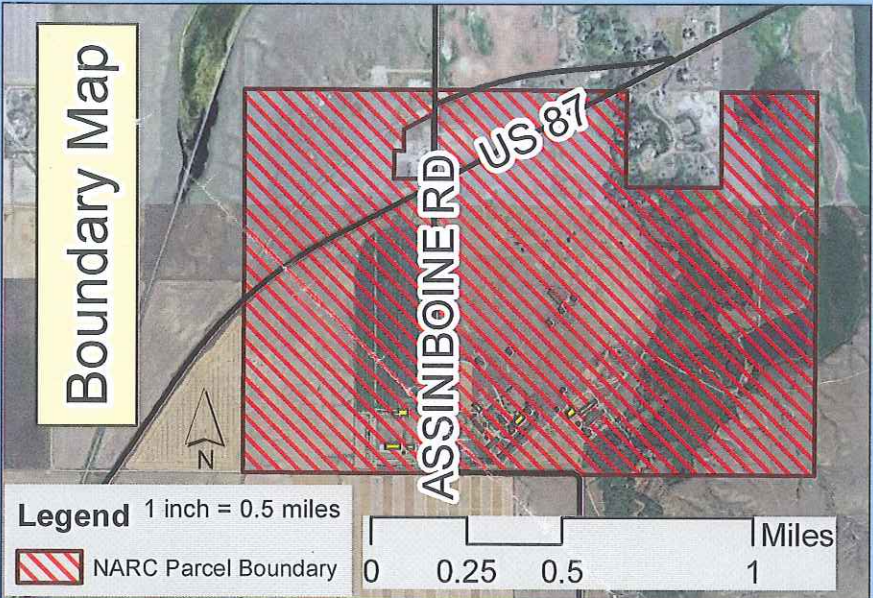 Boundary Map
US 87
ASSINIBOINE RD
N
Legend 1 inch = 0.5 miles
NARC Parcel Boundary
Miles
0 0.25 0.5 1